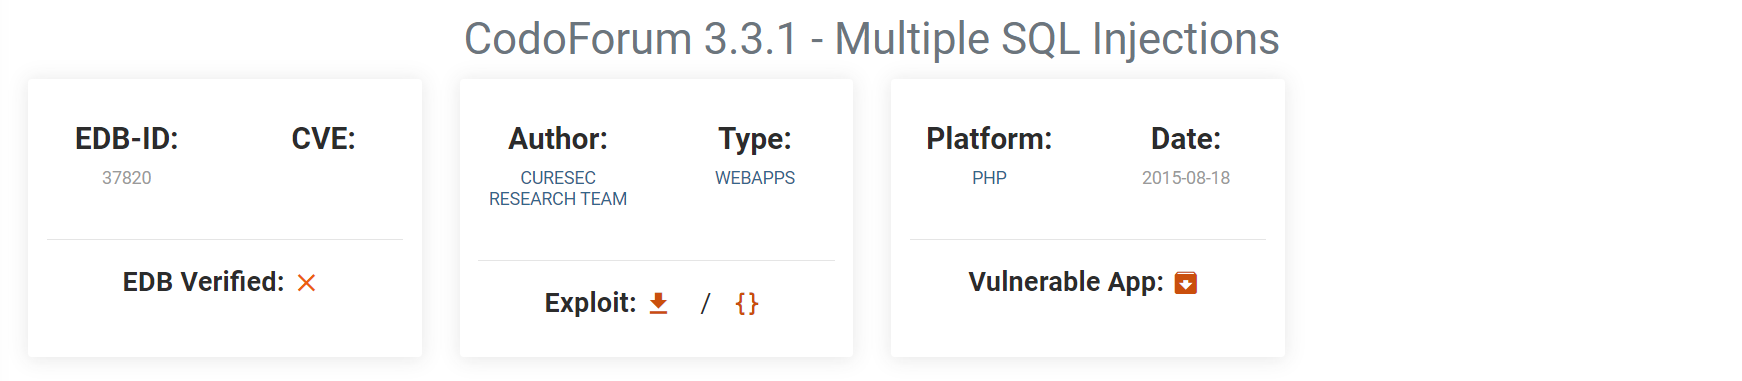 CodoForum 3.3.1 - Multiple SQL Injections
EDB-ID:
37820
CVE:
EDB Verified:
Author:
CURESEC
RESEARCH TEAM
Type:
WEBAPPS
Exploit: / {}
Platform:
PHP
Date:
2015-08-18
Vulnerable App: